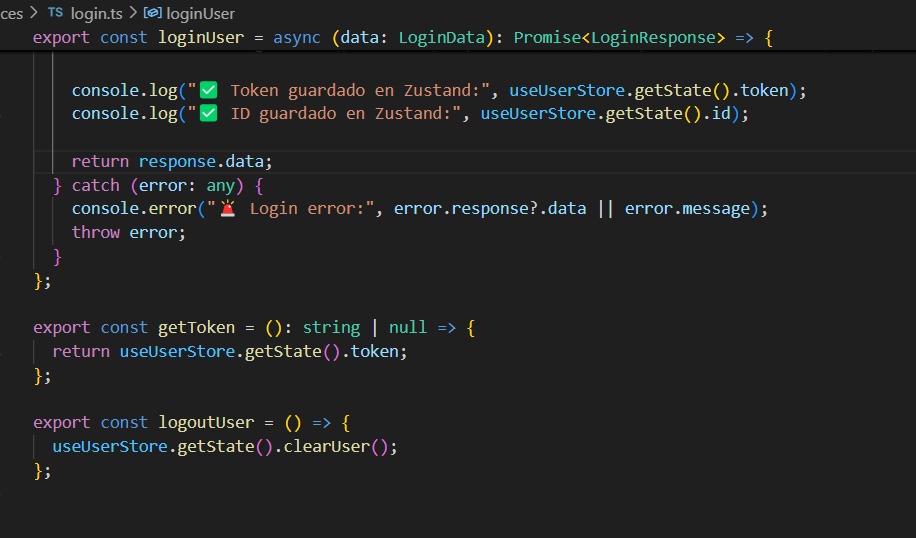 ces > TS login.ts > loginUser
export const loginUser = async (data: LoginData): Promise<LoginResponse> => {
console.log("✅ Token guardado en Zustand:", useUserStore.getState().token);
console.log("✅ ID guardado en Zustand:", useUserStore.getState().id);
return response.data;
} catch (error: any) {
console.error("🚨 Login error:", error.response?.data || error.message);
throw error;
}
};
export const getToken = (): string | null => {
return useUserStore.getState().token;
};
export const logoutUser = () => {
useUserStore.getState().clearUser();
};